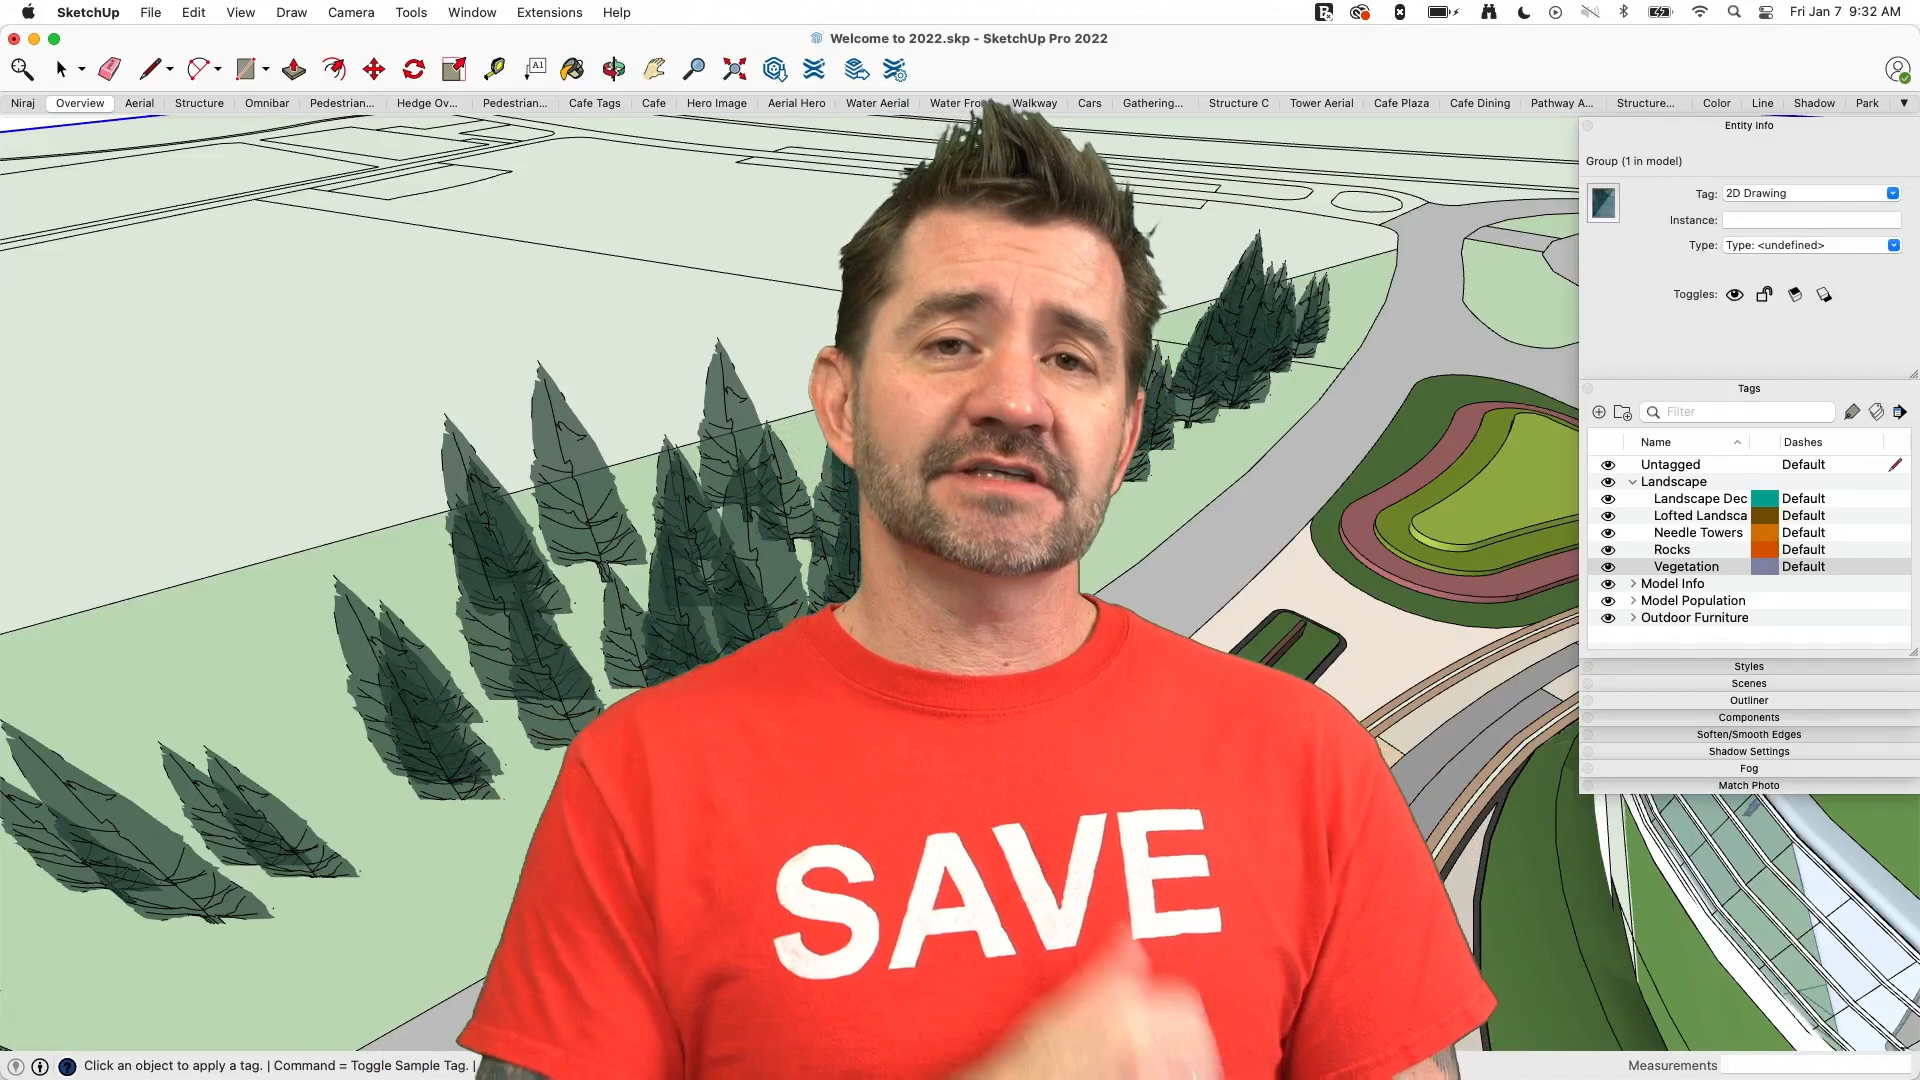 SketchUp File Edit View Draw Camera Tools Window Extensions Help Fri Jan 7 9:32 AM
Welcome to 2022.skp - SketchUp Pro 2022
A1
Niraj Overview Aerial Structure Omnibar Pedestrian... Hedge Ov... Pedestrian... Cafe Tags Cafe Hero Image Aerial Hero Water Aerial Water Walkway Cars Gathering... Structure C Tower Aerial Cafe Plaza Cafe Dining Pathway A... Structure... Color Line Shadow Park
Entity Info
Group (1 in model)
Tag: 2D Drawing
Instance:
Type: Type: <undefined>
Toggles:
Tags
Filter
Name Dashes
Untagged Default
Landscape
Landscape Dec Default
Lofted Landsca Default
Needle Towers Default
Rocks Default
Vegetation Default
Model Info
Model Population
Outdoor Furniture
Styles
Scenes
Outliner
Components
Soften/Smooth Edges
Shadow Settings
Fog
Match Photo
SAVE
Click an object to apply a tag. | Command = Toggle Sample Tag. | Measurements